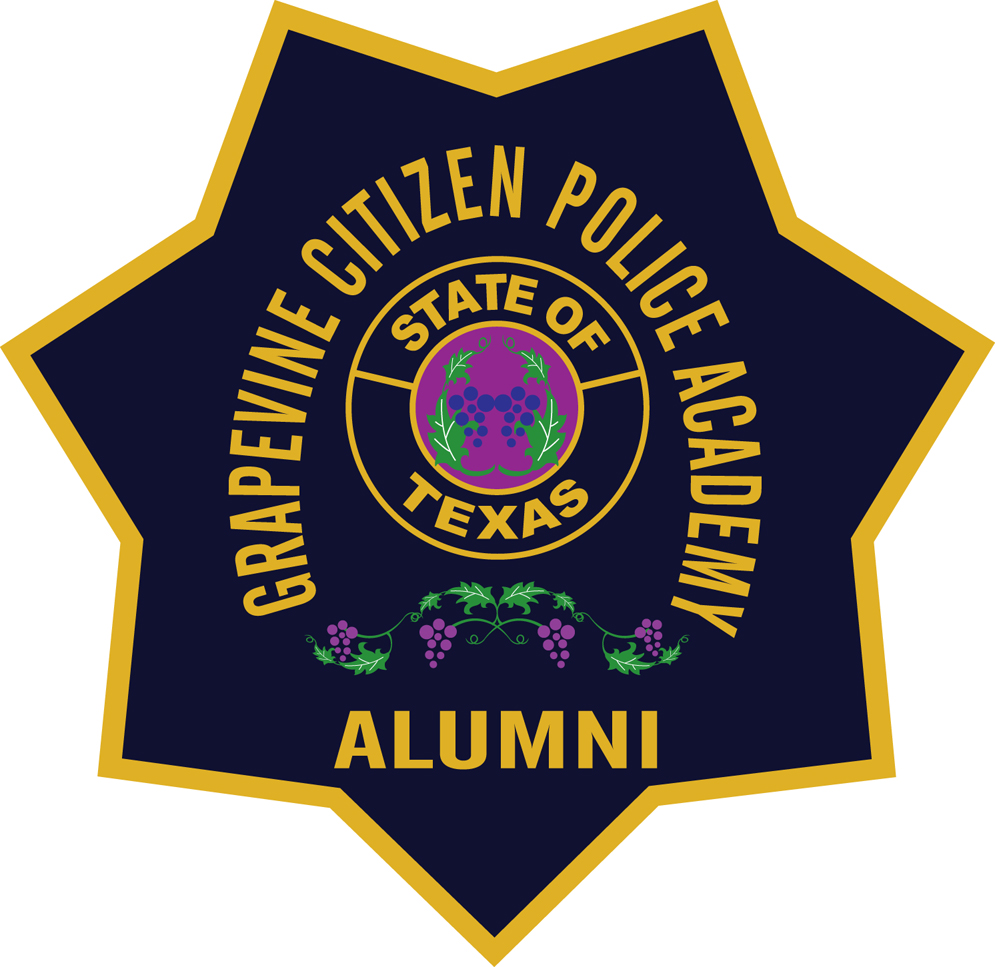 GRAPEVINE CITIZEN POLICE ACADEMY
STATE OF
TEXAS
ALUMNI